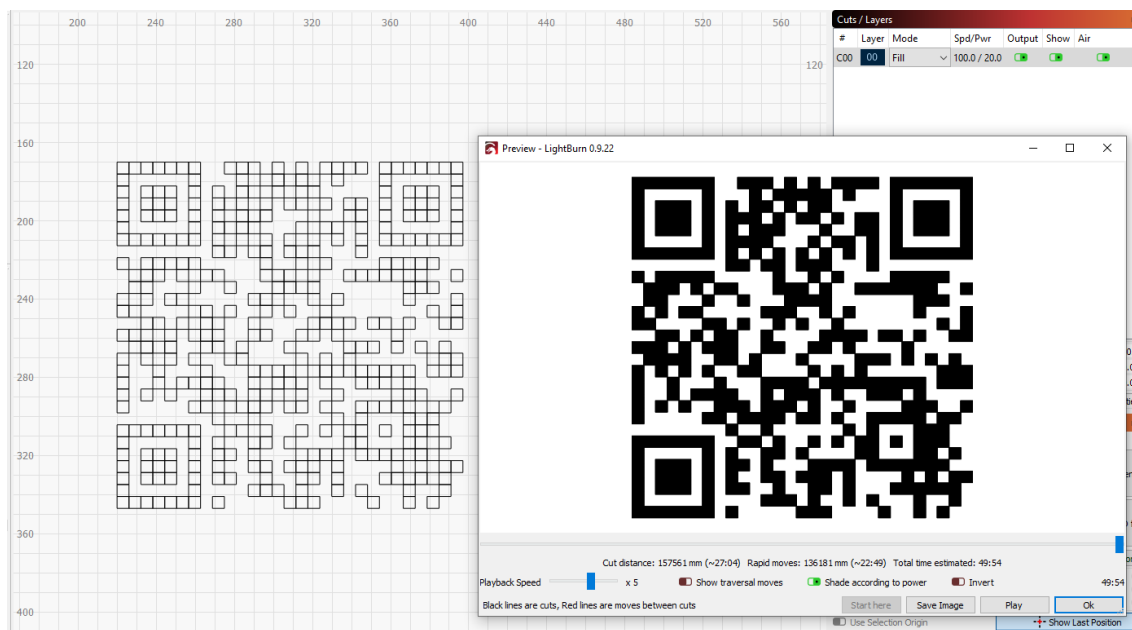 200 240 280 320 360 400 440 480 520 560
Cuts / Layers
# Layer Mode Spd/Pwr Output Show Air
C00 00 Fill 100.0 / 20.0
120 120
160
200
240
280
320
360
400
Preview - LightBurn 0.9.22
Cut distance: 157561 mm (~27:04) Rapid moves: 136181 mm (~22:49) Total time estimated: 49:54
Playback Speed x 5 Show traversal moves Shade according to power Invert 49:54
Black lines are cuts, Red lines are moves between cuts Start here Save Image Play Ok
Use Selection Origin Show Last Position